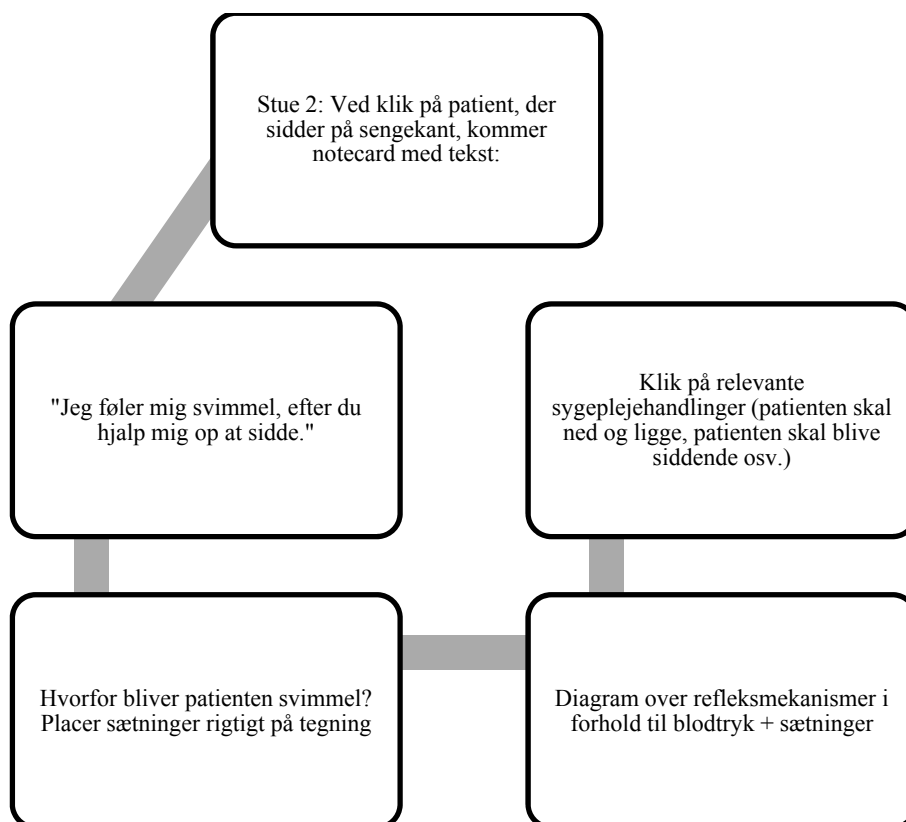 Stue 2: Ved klik på patient, der
sidder på sengekant, kommer
notecard med tekst:
"Jeg føler mig svimmel, efter du
hjalp mig op at sidde."
Hvorfor bliver patienten svimmel?
Placer sætninger rigtigt på tegning
Diagram over refleksmekanismer i
forhold til blodtryk + sætninger
Klik på relevante
sygeplejehandlinger (patienten skal
ned og ligge, patienten skal blive
siddende osv.)